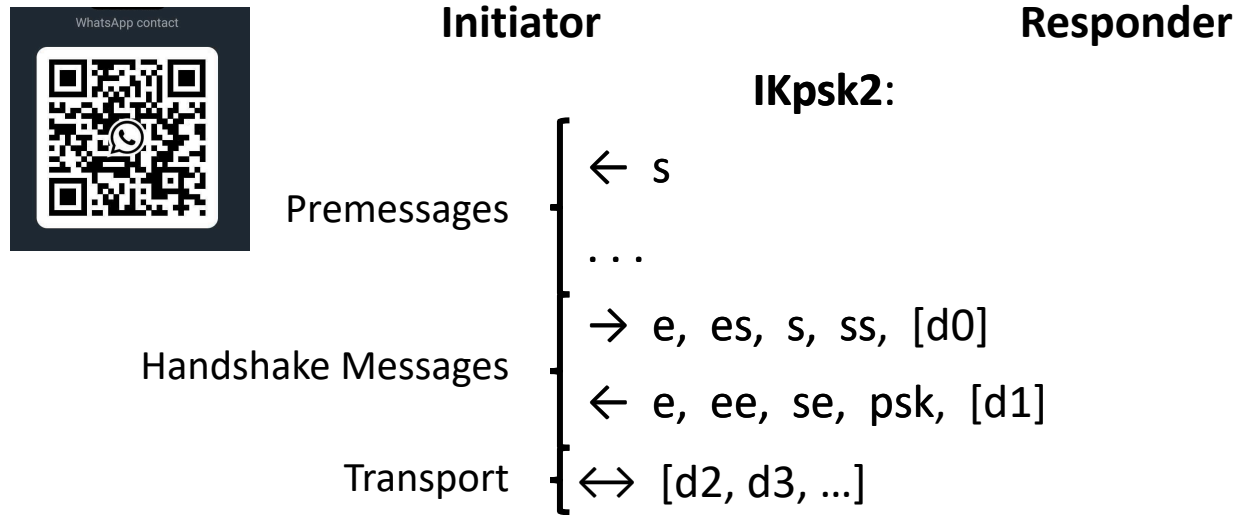 WhatsApp contact
Initiator Responder
IKpsk2:
← s
Premessages
. . .
→ e, es, s, ss, [d0]
Handshake Messages
← e, ee, se, psk, [d1]
Transport ↔ [d2, d3, …]